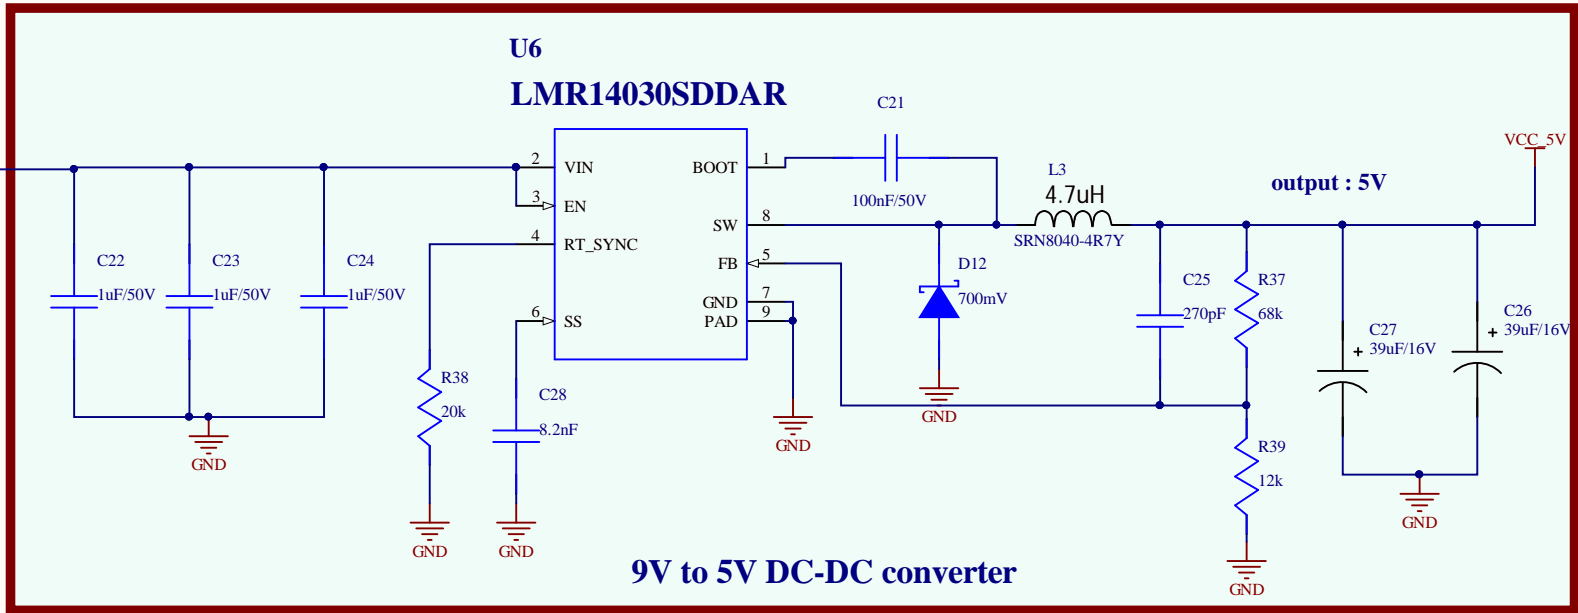 U6
LMR14030SDDAR
C21
100nF/50V
VCC_5V
output : 5V
L3
4.7uH
SRN8040-4R7Y
2
VIN
BOOT
1
3
EN
SW
8
4
RT_SYNC
FB
5
GND
7
6
SS
PAD
9
C22
1uF/50V
C23
1uF/50V
C24
1uF/50V
D12
700mV
C25
270pF
R37
68k
C26
+
39uF/16V
C27
+
39uF/16V
R38
20k
C28
8.2nF
R39
12k
GND
GND
GND
GND
GND
GND
GND
9V to 5V DC-DC converter